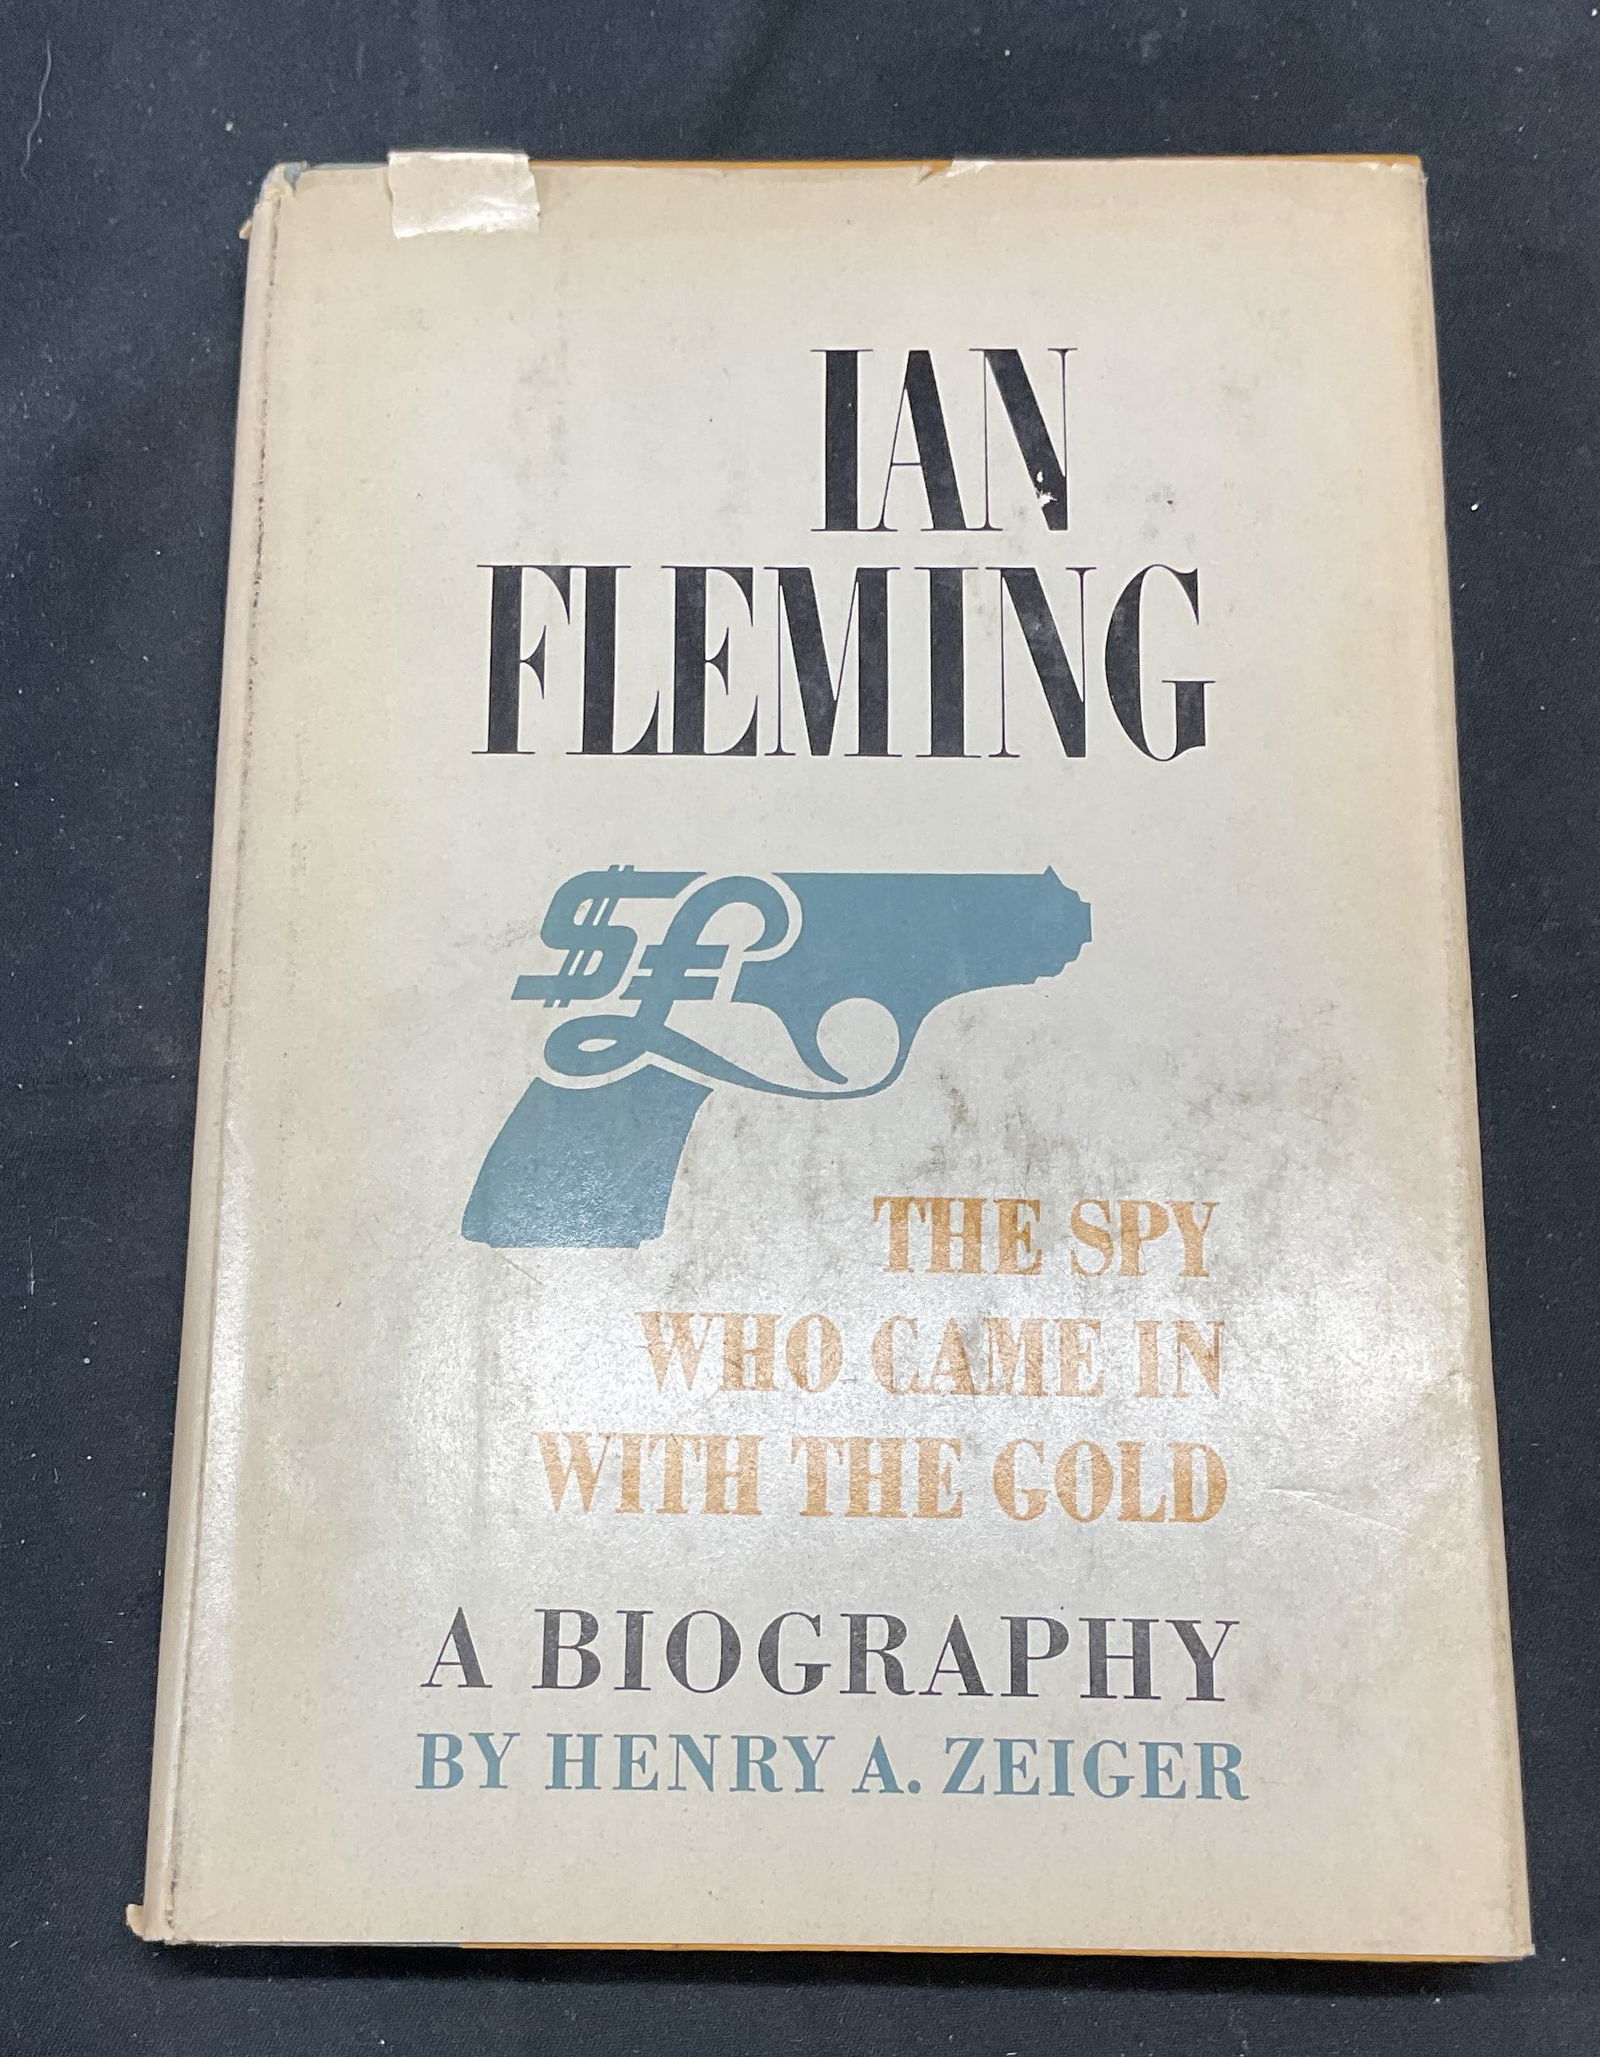 IAN
FLEMING
$£
THE SPY
WHO CAME IN
WITH THE GOLD
A BIOGRAPHY
BY HENRY A. ZEIGER